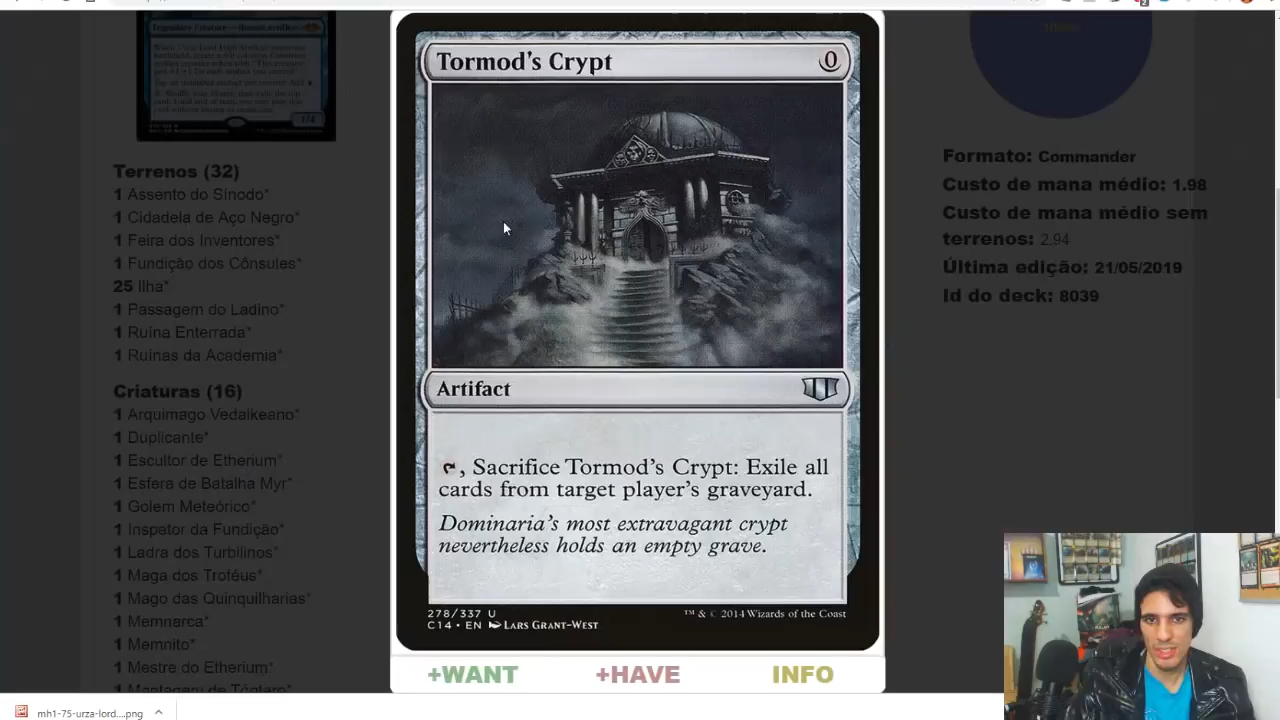 Tormod's Crypt
0
Artifact
, Sacrifice Tormod's Crypt: Exile all
cards from target player's graveyard.
Dominaria's most extravagant crypt
nevertheless holds an empty grave.
278/337 U
C14 • EN Lars Grant-West
™ & © 2014 Wizards of the Coast
+WANT
+HAVE
INFO
Terrenos (32)
1 Assento do Sínodo*
1 Cidadela de Aço Negro*
1 Feira dos Inventores*
1 Fundição dos Cônsules*
25 Ilha*
1 Passagem do Ladino*
1 Ruína Enterrada*
1 Ruínas da Academia*
Criaturas (16)
1 Arquimago Vedalkeano*
1 Duplicante*
1 Escultor de Etherium*
1 Esfera de Batalha Myr*
1 Golem Meteórico*
1 Inspetor da Fundição*
1 Ladra dos Turbilinos*
1 Maga dos Troféus*
1 Mago das Quinquilharias*
1 Memnarca*
1 Memnito*
1 Mestre do Etherium*
Formato: Commander
Custo de mana médio: 1.98
Custo de mana médio sem
terrenos: 2.94
Última edição: 21/05/2019
Id do deck: 8039
mh1-75-urza-lord....png